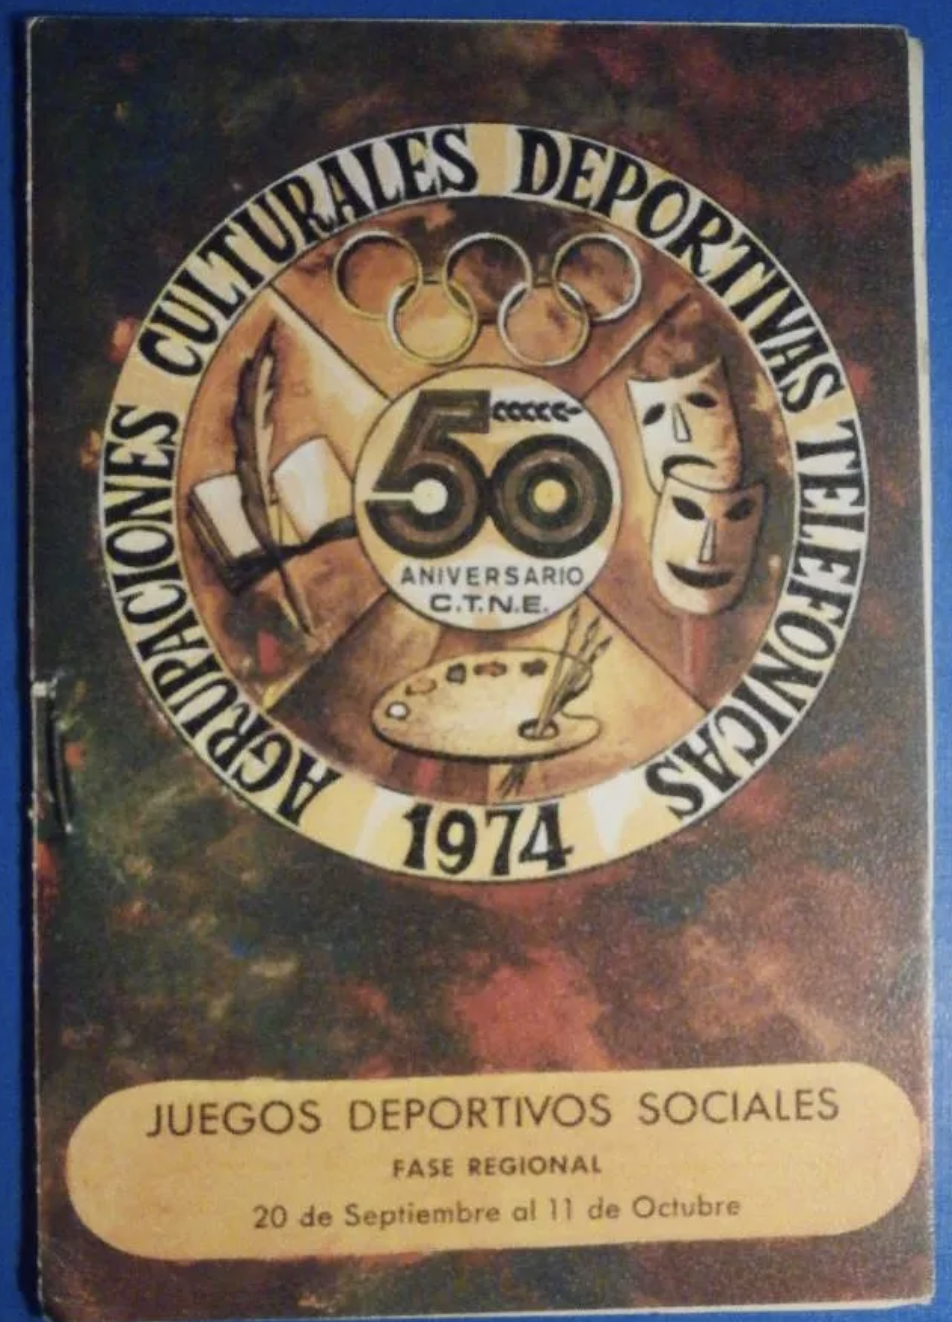 AGRUPACIONES CULTURALES DEPORTIVAS TELEFONICAS
1974
50
ANIVERSARIO
C.T.N.E.
JUEGOS DEPORTIVOS SOCIALES
FASE REGIONAL
20 de Septiembre al 11 de Octubre